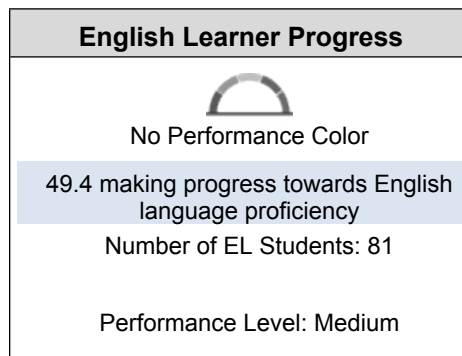 English Learner Progress
No Performance Color
49.4 making progress towards English
language proficiency
Number of EL Students: 81
Performance Level: Medium